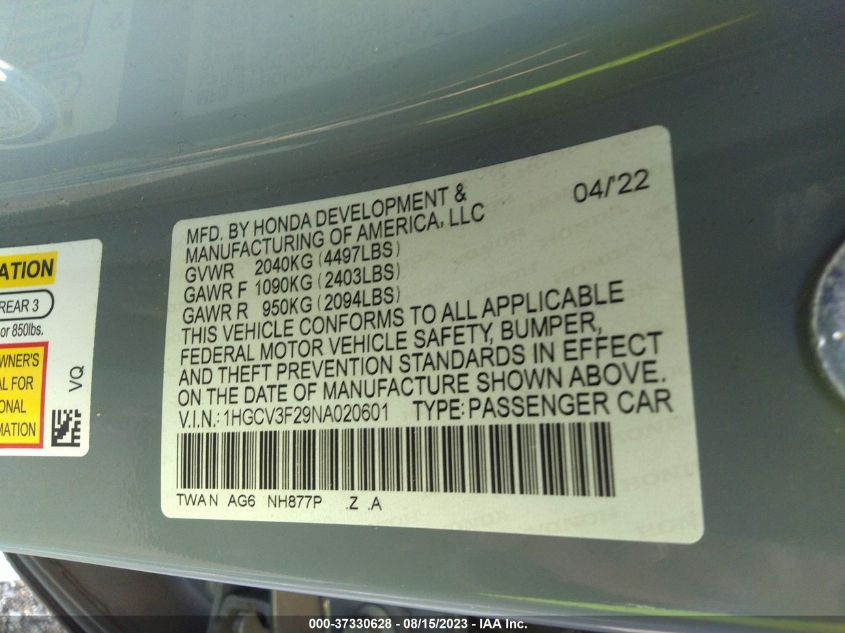 MFD. BY HONDA DEVELOPMENT & 04/'22
MANUFACTURING OF AMERICA, LLC
GVWR 2040KG (4497LBS)
GAWR F 1090KG (2403LBS)
GAWR R 950KG (2094LBS)
THIS VEHICLE CONFORMS TO ALL APPLICABLE
FEDERAL MOTOR VEHICLE SAFETY, BUMPER,
AND THEFT PREVENTION STANDARDS IN EFFECT
ON THE DATE OF MANUFACTURE SHOWN ABOVE.
V.I.N.: 1HGCV3F29NA020601 TYPE: PASSENGER CAR
TWA N AG6 NH877P .Z .A
REAR 3
or 850lbs.
VQ
000-37330628 - 08/15/2023 - IAA Inc.